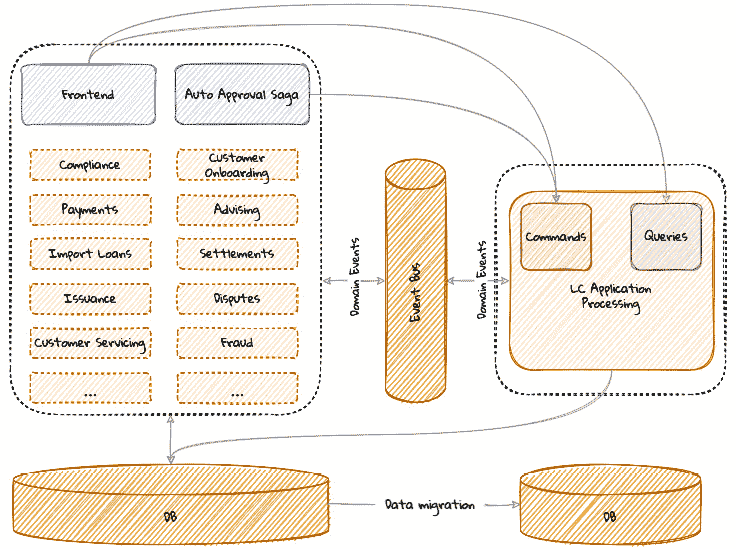 Frontend
Auto Approval Saga
Compliance
Customer
Onboarding
Payments
Advising
Import Loans
Settlements
Issuance
Disputes
Customer Servicing
Fraud
...
...
Domain Events
Event Bus
Domain Events
Commands
Queries
LC Application
Processing
DB
Data migration
DB